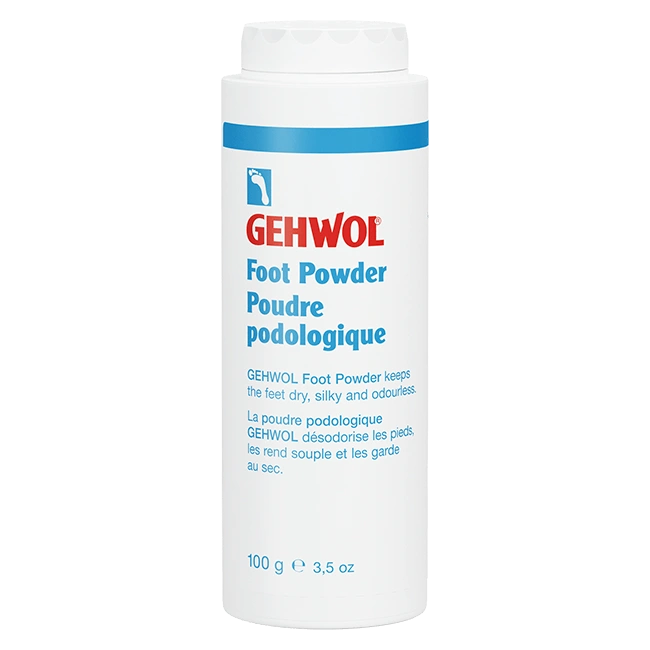 GEHWOL®
Foot Powder
Poudre
podologique
GEHWOL Foot Powder keeps
the feet dry, silky and odourless.
La poudre podologique
GEHWOL désodorise les pieds,
les rend souple et les garde
au sec.
100 g ℮ 3,5 oz